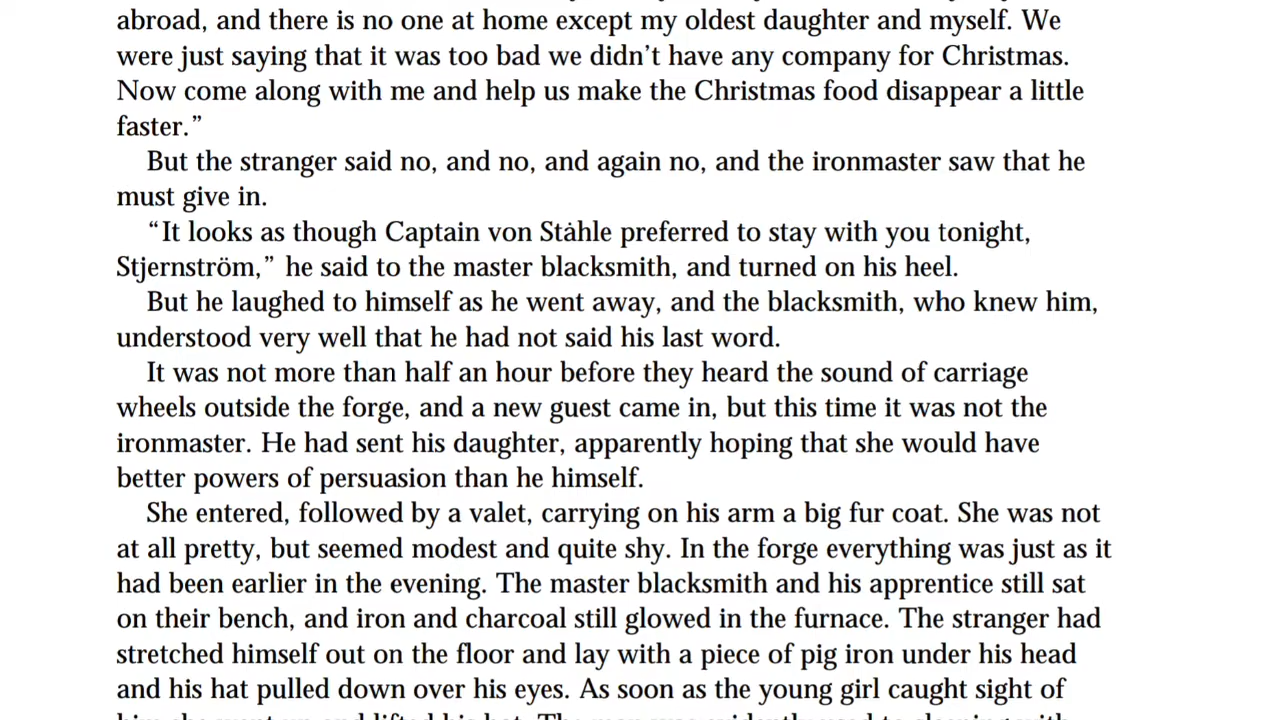 abroad, and there is no one at home except my oldest daughter and myself. We
were just saying that it was too bad we didn’t have any company for Christmas.
Now come along with me and help us make the Christmas food disappear a little
faster.”
But the stranger said no, and no, and again no, and the ironmaster saw that he
must give in.
“It looks as though Captain von Stȧhle preferred to stay with you tonight,
Stjernström,” he said to the master blacksmith, and turned on his heel.
But he laughed to himself as he went away, and the blacksmith, who knew him,
understood very well that he had not said his last word.
It was not more than half an hour before they heard the sound of carriage
wheels outside the forge, and a new guest came in, but this time it was not the
ironmaster. He had sent his daughter, apparently hoping that she would have
better powers of persuasion than he himself.
She entered, followed by a valet, carrying on his arm a big fur coat. She was not
at all pretty, but seemed modest and quite shy. In the forge everything was just as it
had been earlier in the evening. The master blacksmith and his apprentice still sat
on their bench, and iron and charcoal still glowed in the furnace. The stranger had
stretched himself out on the floor and lay with a piece of pig iron under his head
and his hat pulled down over his eyes. As soon as the young girl caught sight of